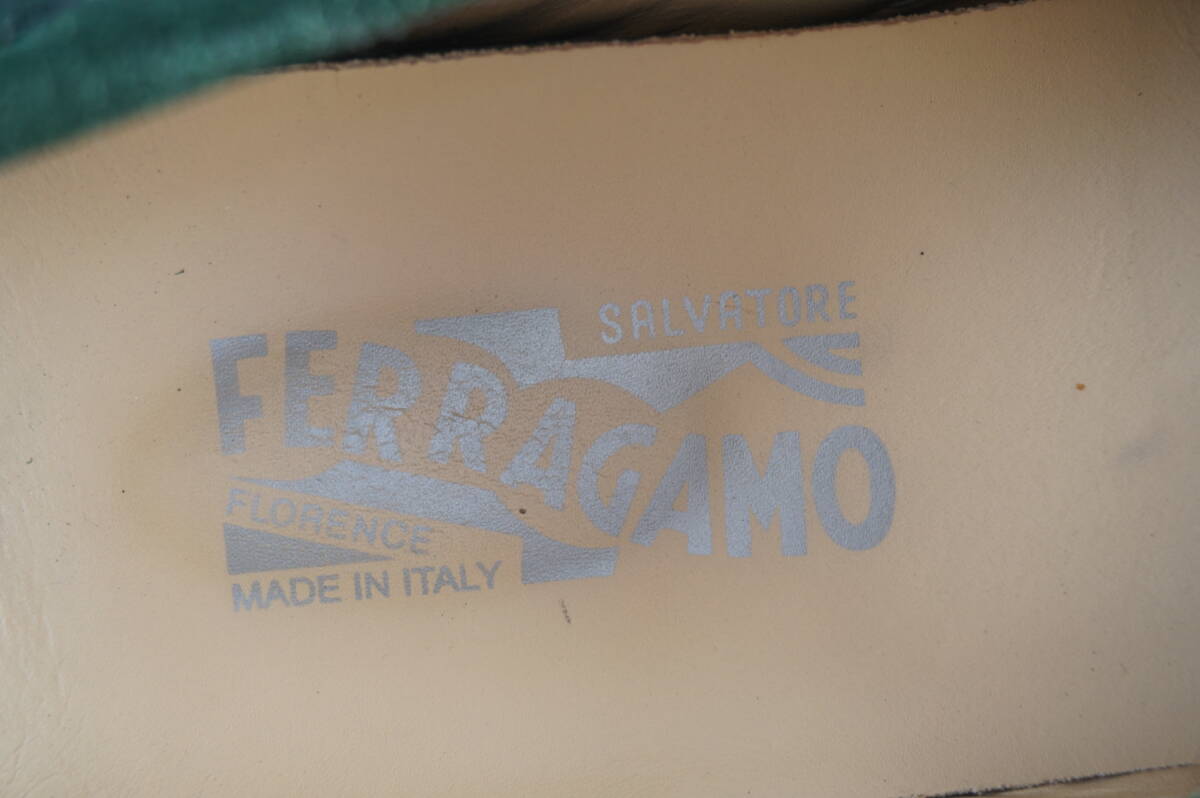 SALVATORE
FERRAGAMO
FLORENCE
MADE IN ITALY